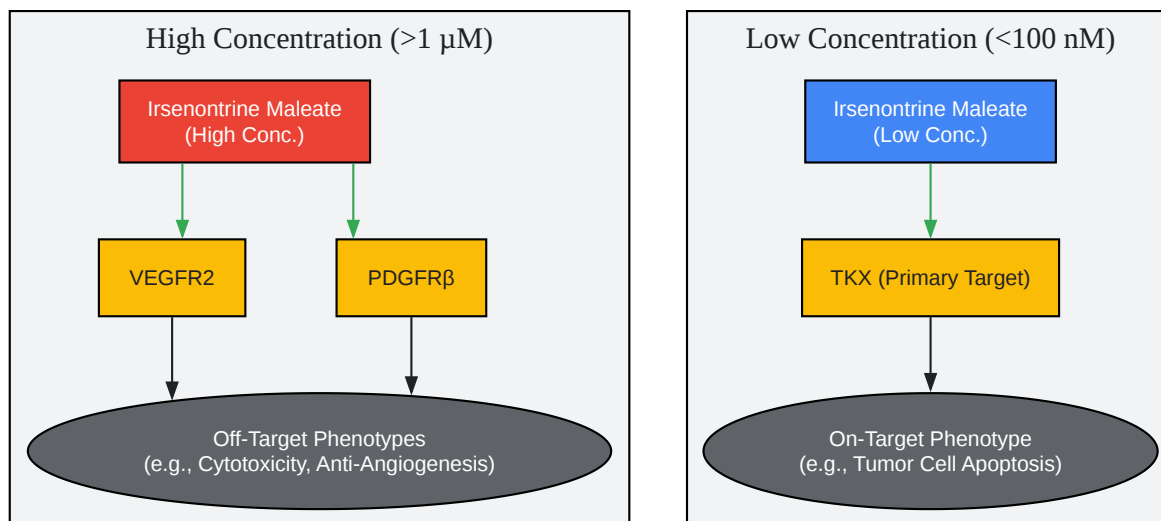 High Concentration (>1 µM)
Irsenontrine Maleate
(High Conc.)
VEGFR2
PDGFRβ
Off-Target Phenotypes
(e.g., Cytotoxicity, Anti-Angiogenesis)
Low Concentration (<100 nM)
Irsenontrine Maleate
(Low Conc.)
TKX (Primary Target)
On-Target Phenotype
(e.g., Tumor Cell Apoptosis)